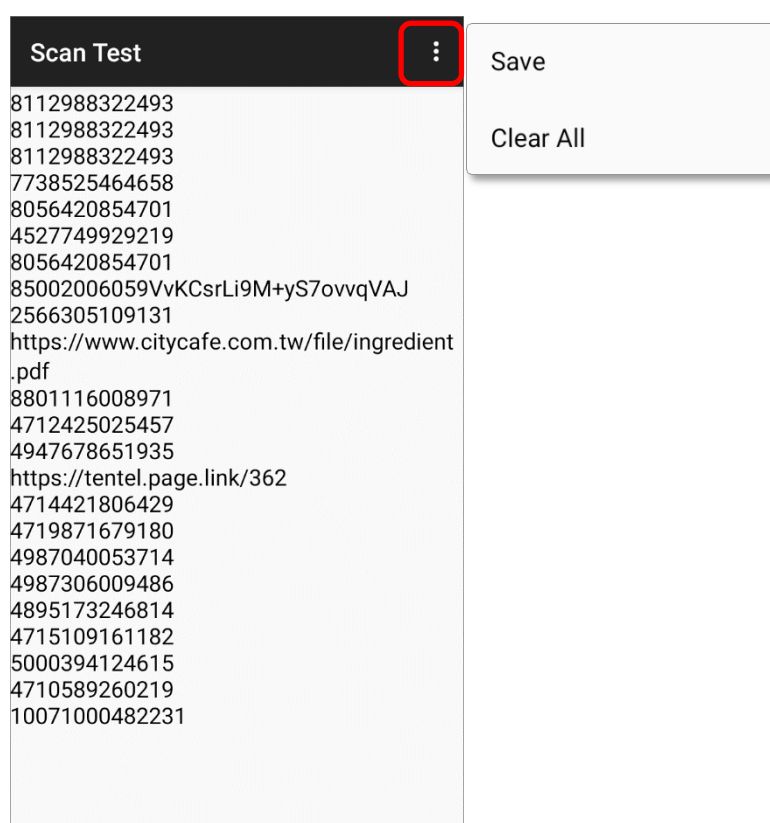 Scan Test
Save
Clear All
8112988322493
8112988322493
8112988322493
7738525464658
8056420854701
4527749929219
8056420854701
85002006059VvKCsrLi9M+yS7ovvqVAJ
2566305109131
https://www.citycafe.com.tw/file/ingredient
.pdf
8801116008971
4712425025457
4947678651935
https://tentel.page.link/362
4714421806429
4719871679180
4987040053714
4987306009486
4895173246814
4715109161182
5000394124615
4710589260219
10071000482231